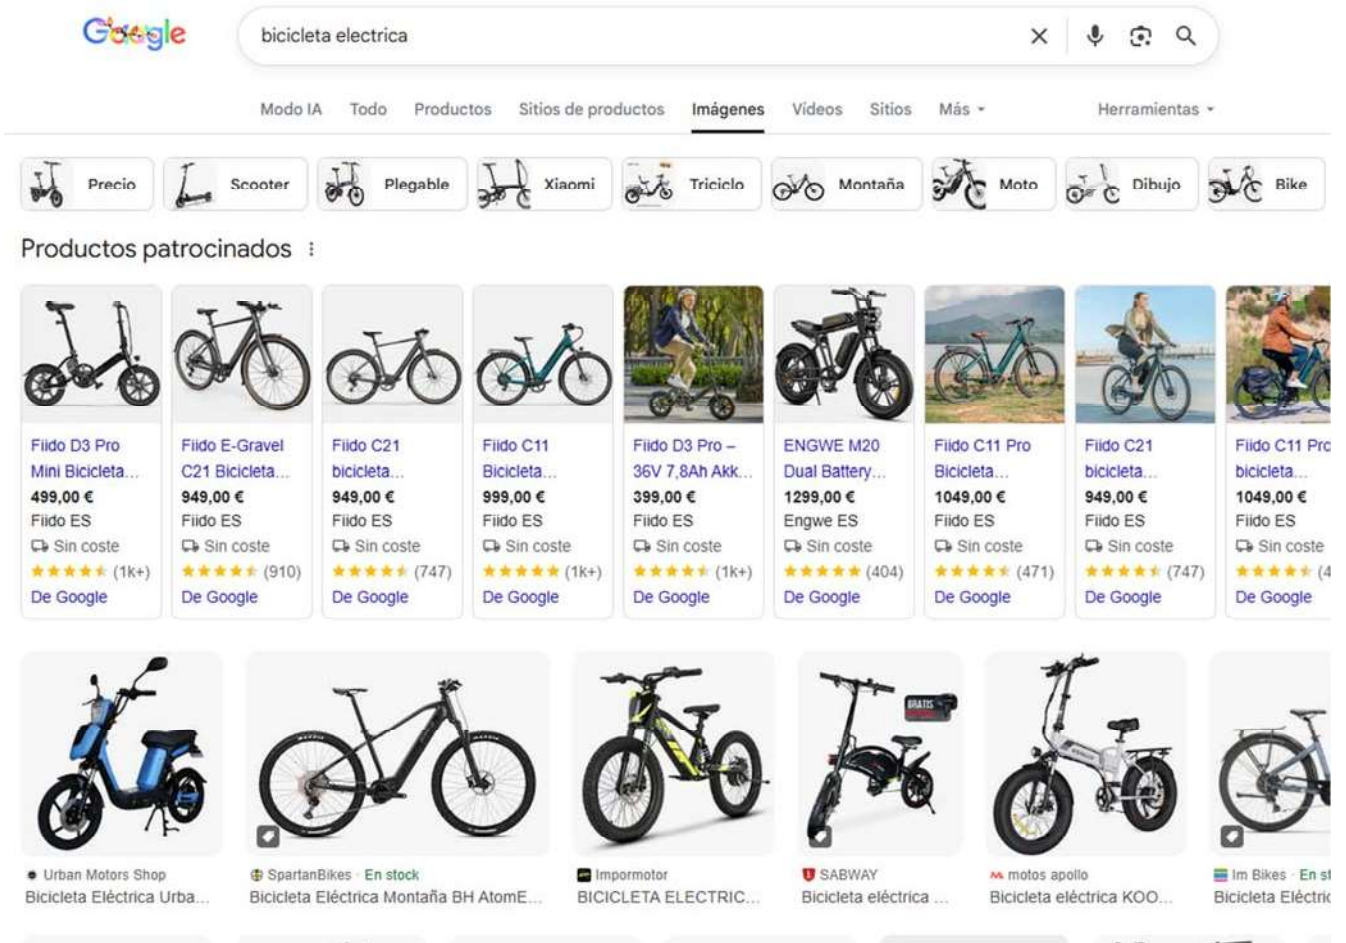 Google
bicicleta electrica
Modo IA Todo Productos Sitios de productos Imágenes Vídeos Sitios Más Herramientas
Precio Scooter Plegable Xiaomi Triciclo Montaña Moto Dibujo Bike
Productos patrocinados
Fiido D3 Pro Mini Bicicleta...
499,00 €
Fiido ES
Sin coste
(1k+)
De Google
Fiido E-Gravel C21 Bicicleta...
949,00 €
Fiido ES
Sin coste
(910)
De Google
Fiido C21 bicicleta...
949,00 €
Fiido ES
Sin coste
(747)
De Google
Fiido C11 Bicicleta...
999,00 €
Fiido ES
Sin coste
(1k+)
De Google
Fiido D3 Pro – 36V 7,8Ah Akk...
399,00 €
Fiido ES
Sin coste
(1k+)
De Google
ENGWE M20 Dual Battery...
1299,00 €
Engwe ES
Sin coste
(404)
De Google
Fiido C11 Pro Bicicleta...
1049,00 €
Fiido ES
Sin coste
(471)
De Google
Fiido C21 bicicleta...
949,00 €
Fiido ES
Sin coste
(747)
De Google
Fiido C11 Pro bicicleta...
1049,00 €
Fiido ES
Sin coste
(4
De Google
GRATIS
Urban Motors Shop
Bicicleta Eléctrica Urba...
SpartanBikes · En stock
Bicicleta Eléctrica Montaña BH AtomE...
Impormotor
BICICLETA ELECTRIC...
SABWAY
Bicicleta eléctrica ...
motos apollo
Bicicleta eléctrica KOO...
Im Bikes · En st
Bicicleta Eléctric